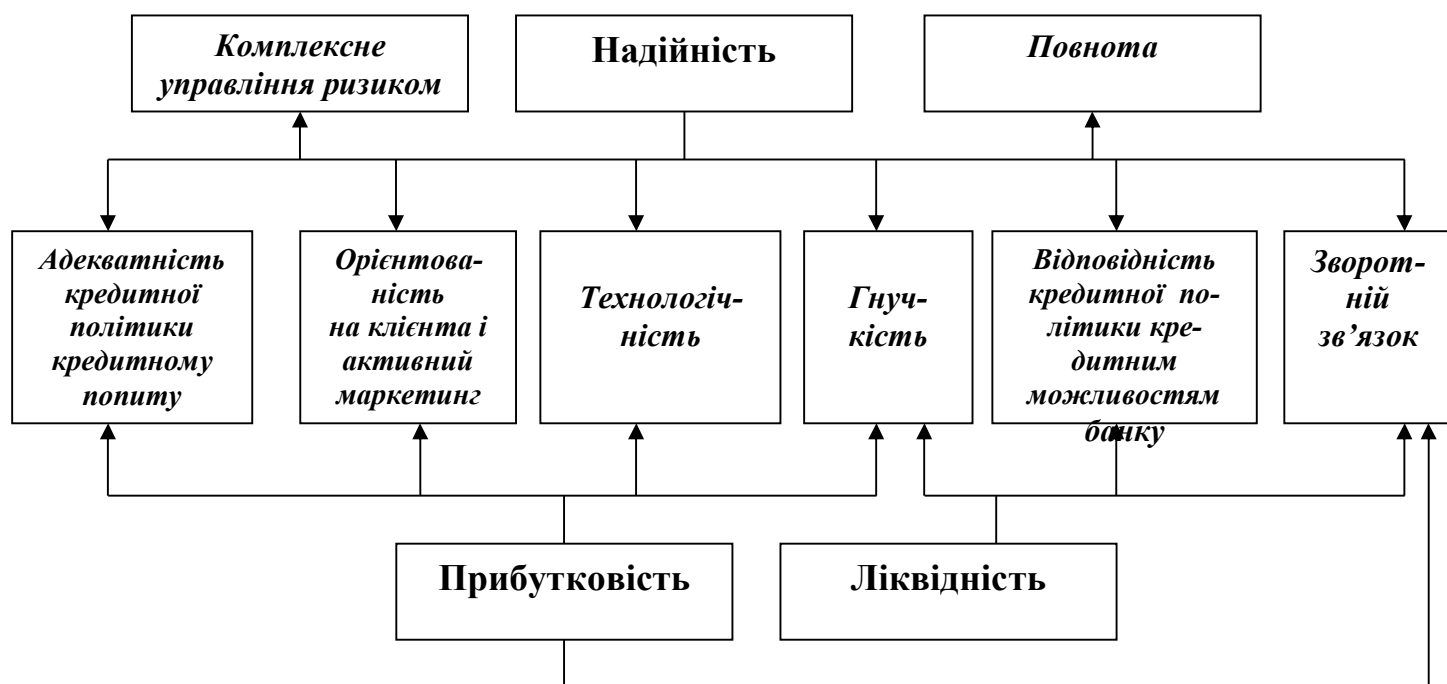 Комплексне
управління ризиком
Надійність
Повнота
Адекватність
кредитної
політики
кредитному
попиту
Орієнтова-
ність
на клієнта і
активний
маркетинг
Технологіч-
ність
Гнуч-
кість
Відповідність
кредитної по-
літики кре-
дитним
можливостям
банку
Зворот-
ній
зв’язок
Прибутковість
Ліквідність